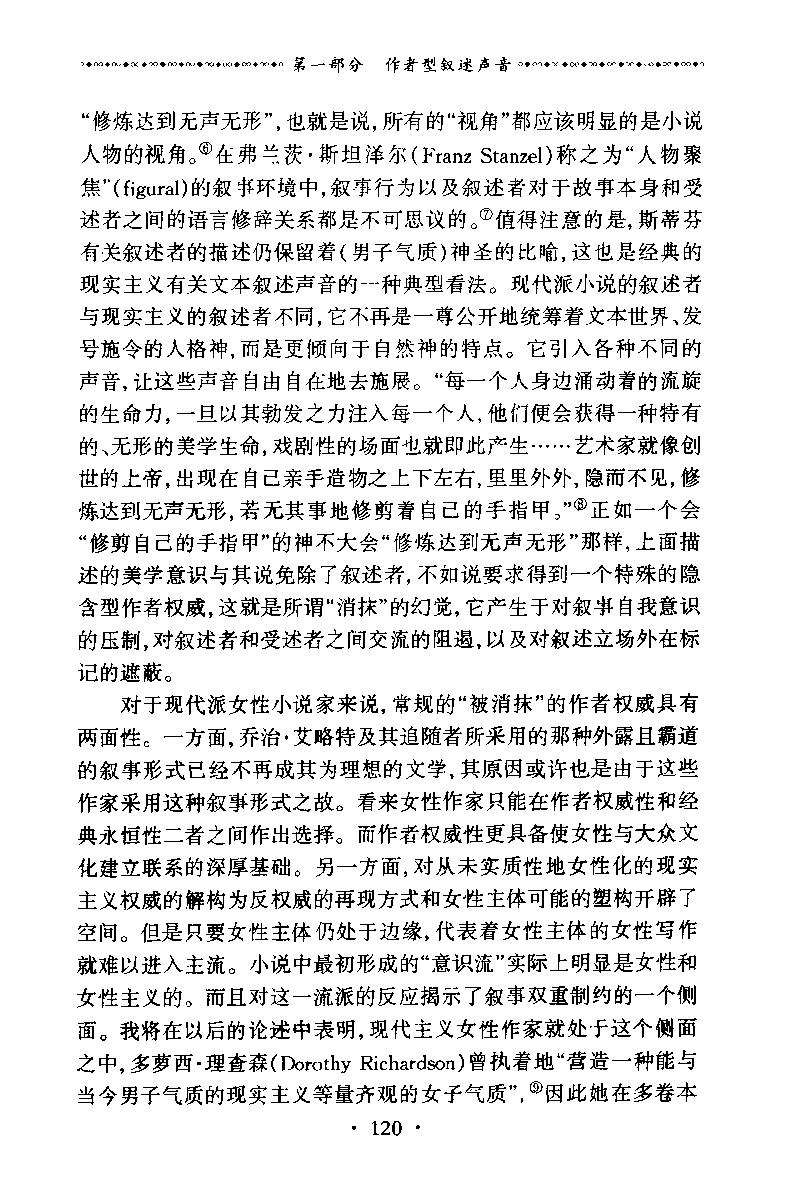 第一部分 作者型叙述声音
“修炼达到无声无形”,也就是说,所有的“视角”都应该明显的是小说
人物的视角。⑥在弗兰茨·斯坦泽尔(Franz Stanzel)称之为“人物聚
焦”(figural)的叙事环境中,叙事行为以及叙述者对于故事本身和受
述者之间的语言修辞关系都是不可思议的。⑦值得注意的是,斯蒂芬
有关叙述者的描述仍保留着(男子气质)神圣的比喻,这也是经典的
现实主义有关文本叙述声音的一种典型看法。现代派小说的叙述者
与现实主义的叙述者不同,它不再是一尊公开地统筹着文本世界、发
号施令的人格神,而是更倾向于自然神的特点。它引入各种不同的
声音,让这些声音自由自在地去施展。“每一个人身边涌动着的流旋
的生命力,一旦以其勃发之力注入每一个人,他们便会获得一种特有
的、无形的美学生命,戏剧性的场面也就即此产生……艺术家就像创
世的上帝,出现在自己亲手造物之上下左右,里里外外,隐而不见,修
炼达到无声无形,若无其事地修剪着自己的手指甲。”⑧正如一个会
“修剪自己的手指甲”的神不大会“修炼达到无声无形”那样,上面描
述的美学意识与其说免除了叙述者,不如说要求得到一个特殊的隐
含型作者权威,这就是所谓“消抹”的幻觉,它产生于对叙事自我意识
的压制,对叙述者和受述者之间交流的阻遏,以及对叙述立场外在标
记的遮蔽。
对于现代派女性小说家来说,常规的“被消抹”的作者权威具有
两面性。一方面,乔治·艾略特及其追随者所采用的那种外露且霸道
的叙事形式已经不再成其为理想的文学,其原因或许也是由于这些
作家采用这种叙事形式之故。看来女性作家只能在作者权威性和经
典永恒性二者之间作出选择。而作者权威性更具备使女性与大众文
化建立联系的深厚基础。另一方面,对从未实质性地女性化的现实
主义权威的解构为反权威的再现方式和女性主体可能的塑构开辟了
空间。但是只要女性主体仍处于边缘,代表着女性主体的女性写作
就难以进入主流。小说中最初形成的“意识流”实际上明显是女性和
女性主义的。而且对这一流派的反应揭示了叙事双重制约的一个侧
面。我将在以后的论述中表明,现代主义女性作家就处于这个侧面
之中,多萝西·理查森(Dorothy Richardson)曾执着地“营造一种能与
当今男子气质的现实主义等量齐观的女子气质”,⑨因此她在多卷本
· 120 ·